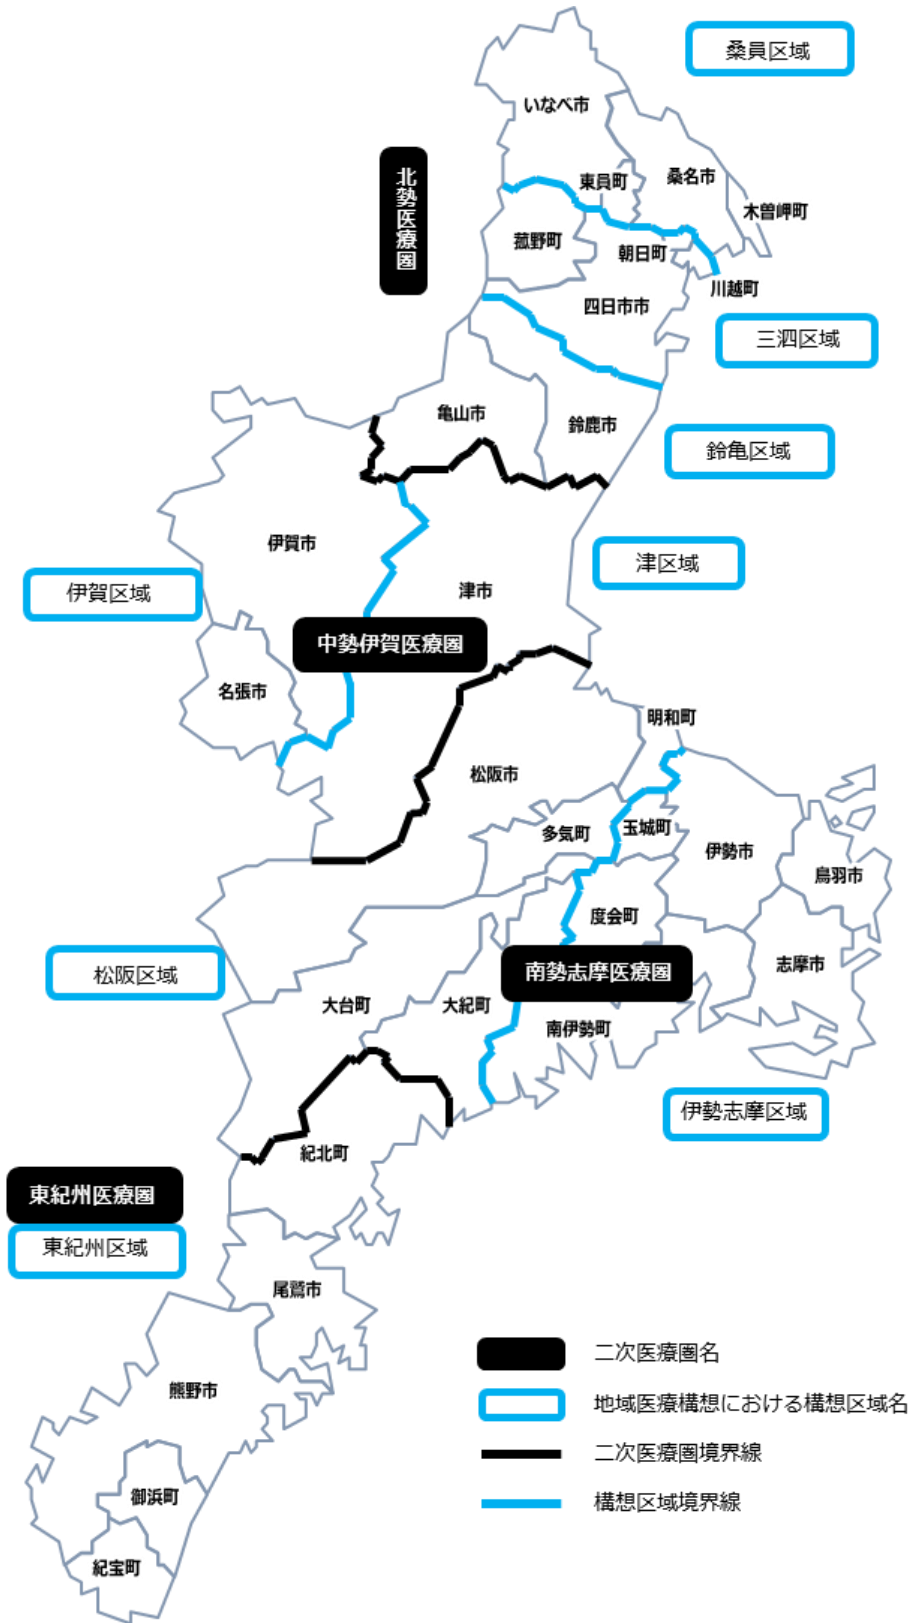 桑員区域
いなべ市
北勢医療圏
東員町
桑名市
木曽岬町
菰野町
朝日町
川越町
四日市市
三泗区域
亀山市
鈴鹿市
鈴亀区域
伊賀市
津区域
伊賀区域
津市
中勢伊賀医療圏
名張市
明和町
松阪市
多気町
玉城町
伊勢市
鳥羽市
度会町
松阪区域
南勢志摩医療圏
志摩市
大台町
大紀町
南伊勢町
伊勢志摩区域
紀北町
東紀州医療圏
東紀州区域
尾鷲市
二次医療圏名
熊野市
地域医療構想における構想区域名
二次医療圏境界線
御浜町
構想区域境界線
紀宝町